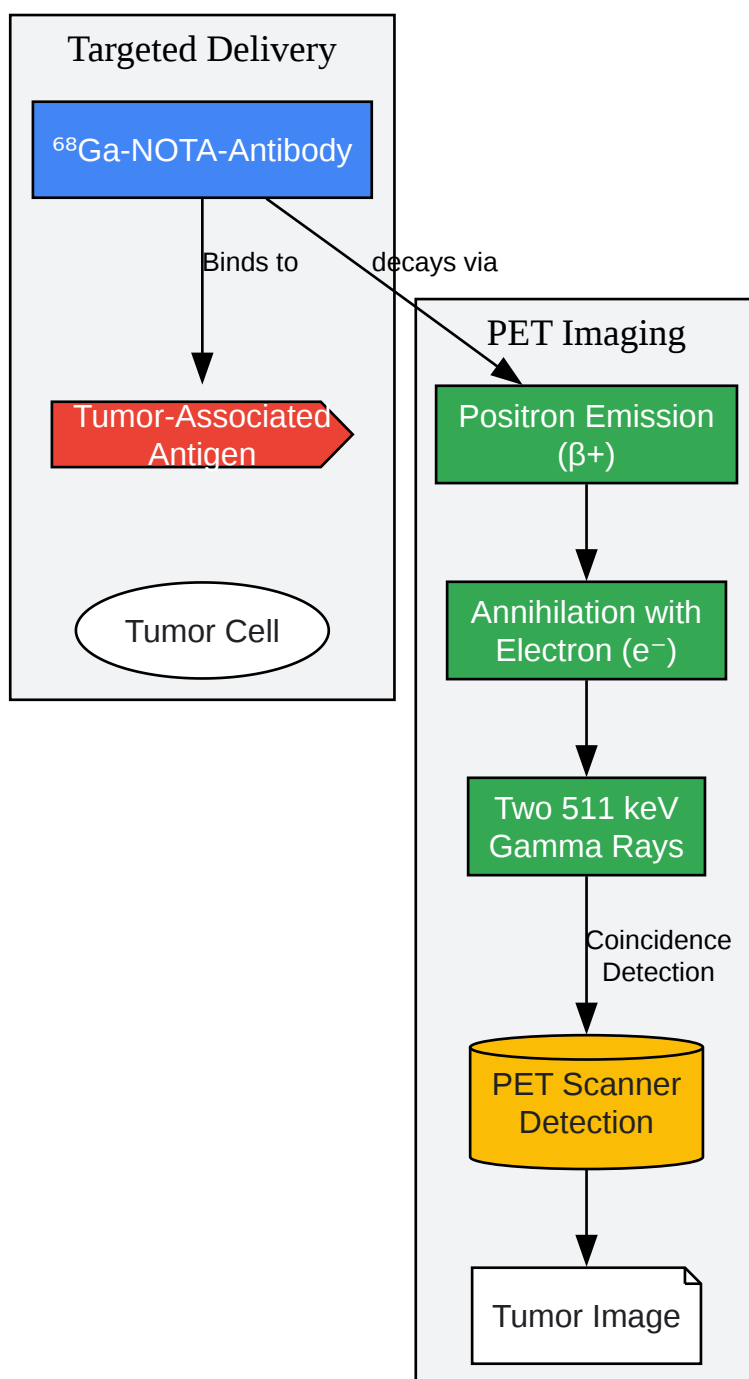 Targeted Delivery
⁶⁸Ga-NOTA-Antibody
Binds to
decays via
Tumor-Associated
Antigen
Tumor Cell
PET Imaging
Positron Emission
(β+)
Annihilation with
Electron (e⁻)
Two 511 keV
Gamma Rays
Coincidence
Detection
PET Scanner
Detection
Tumor Image